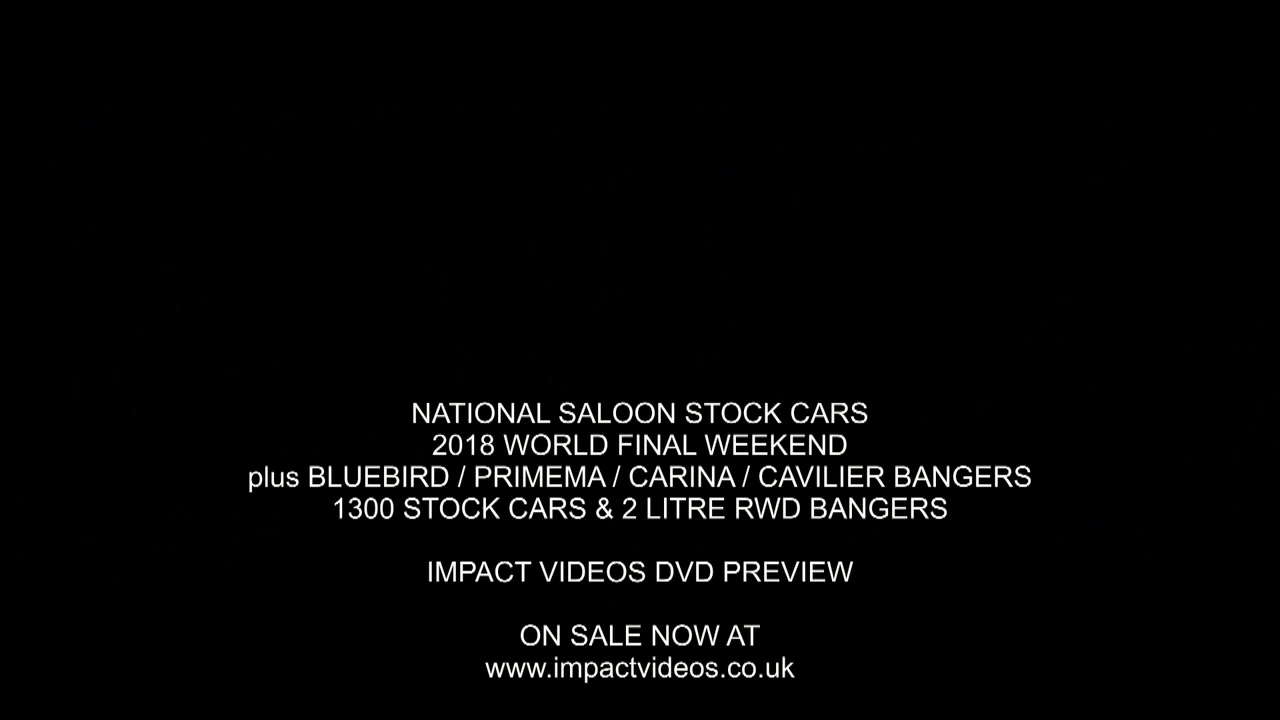 NATIONAL SALOON STOCK CARS
2018 WORLD FINAL WEEKEND
plus BLUEBIRD / PRIMEMA / CARINA / CAVILIER BANGERS
1300 STOCK CARS & 2 LITRE RWD BANGERS
IMPACT VIDEOS DVD PREVIEW
ON SALE NOW AT
www.impactvideos.co.uk